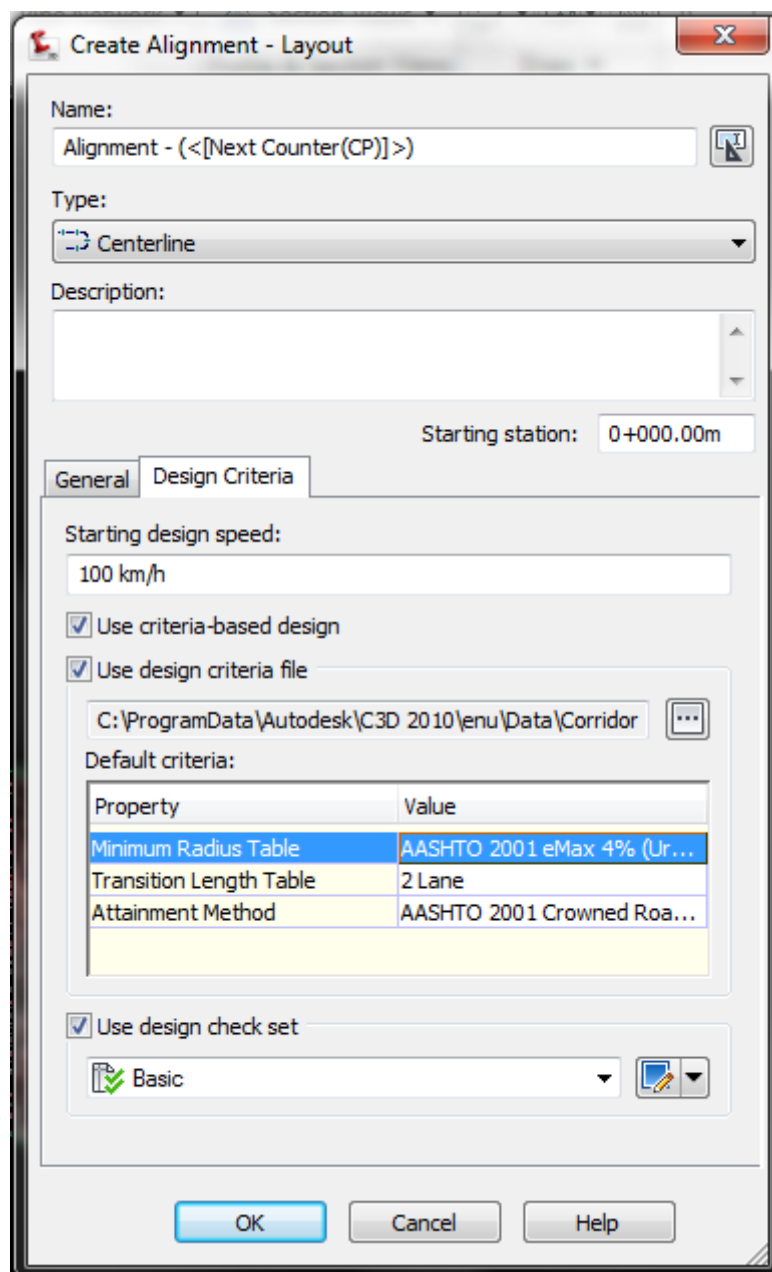 Create Alignment - Layout
Name:
Alignment - (<[Next Counter(CP)]>)
Type:
Centerline
Description:
Starting station: 0+000.00m
General Design Criteria
Starting design speed:
100 km/h
Use criteria-based design
Use design criteria file
C:\ProgramData\Autodesk\C3D 2010\enu\Data\Corridor
Default criteria:
Property Value
Minimum Radius Table AASHTO 2001 eMax 4% (Ur...
Transition Length Table 2 Lane
Attainment Method AASHTO 2001 Crowned Roa...
Use design check set
Basic
OK Cancel Help